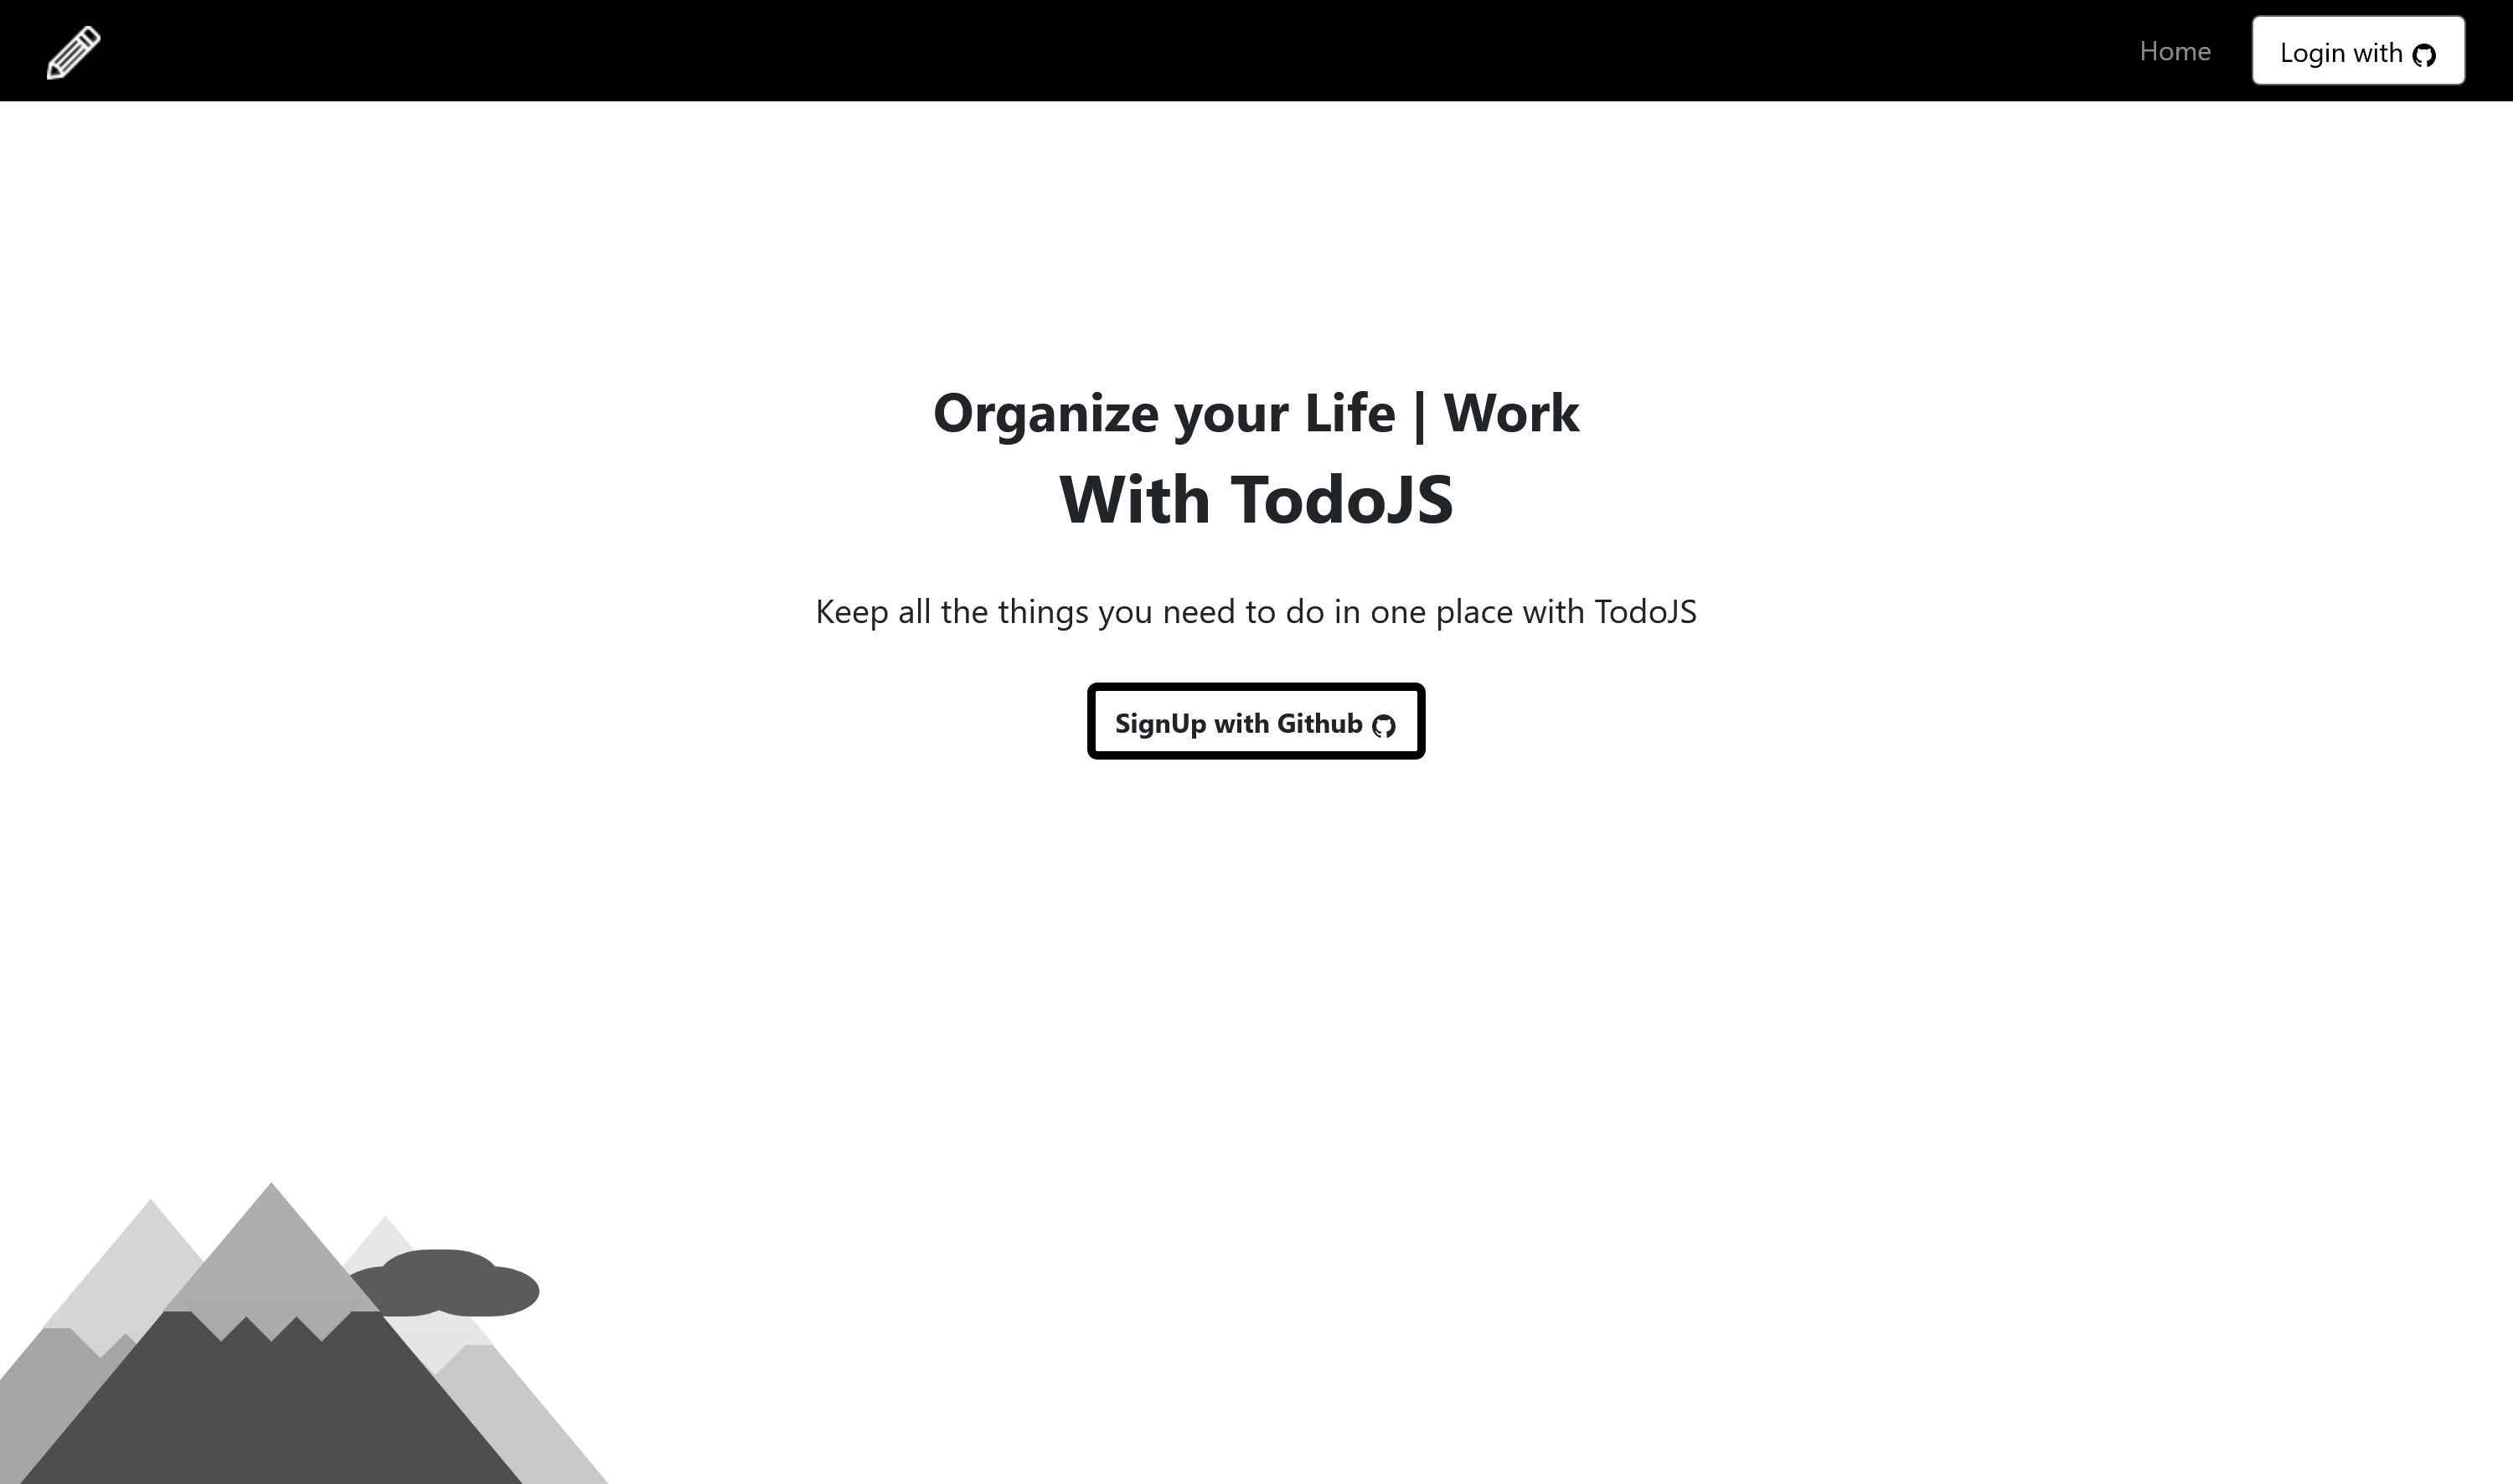 Home
Login with
Organize your Life | Work
With TodoJS
Keep all the things you need to do in one place with TodoJS
SignUp with Github